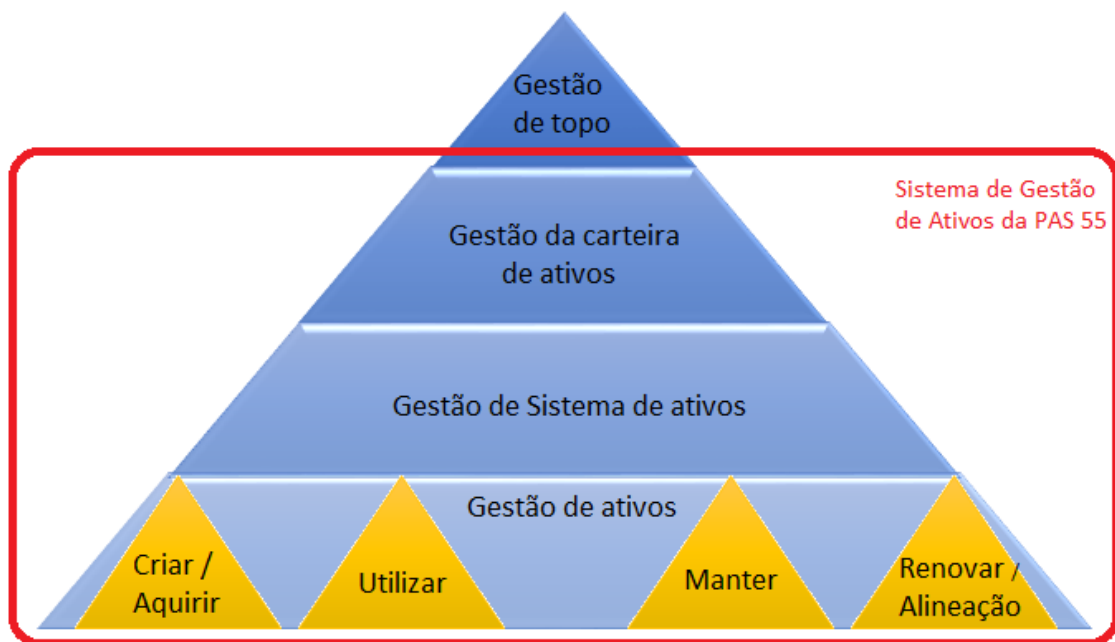 Gestão
de topo
Sistema de Gestão
de Ativos da PAS 55
Gestão da carteira
de ativos
Gestão de Sistema de ativos
Gestão de ativos
Criar /
Aquirir
Utilizar
Manter
Renovar /
Alineação